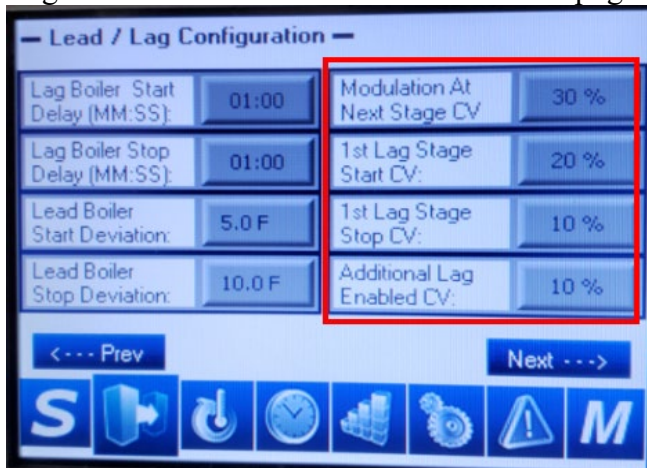 — Lead / Lag Configuration —
Lag Boiler Start
Delay (MM:SS):
01:00
Lag Boiler Stop
Delay (MM:SS):
01:00
Lead Boiler
Start Deviation:
5.0 F
Lead Boiler
Stop Deviation:
10.0 F
Modulation At
Next Stage CV
30 %
1st Lag Stage
Start CV:
20 %
1st Lag Stage
Stop CV:
10 %
Additional Lag
Enabled CV:
10 %
<--- Prev
Next --->
S
M